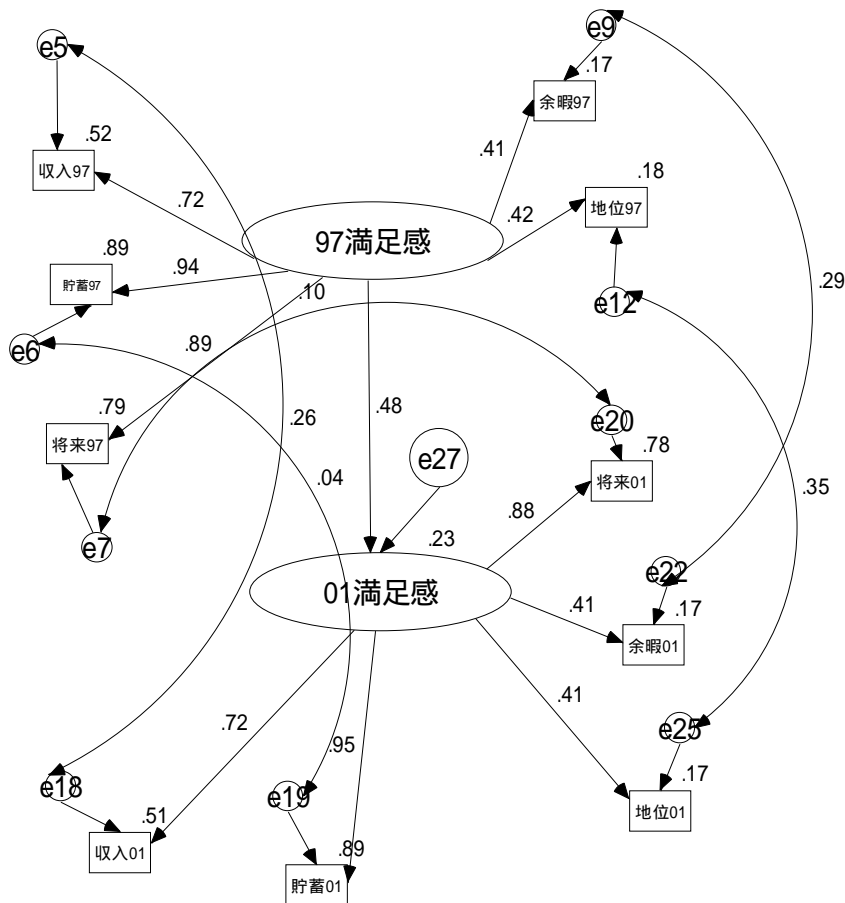 e5
e9
.17
余暇97
.52
収入97
.41
.72
.18
.42
地位97
97満足感
.89
.94
貯蓄97
.10
.29
e12
e6
.89
.79
.48
.26
e20
将来97
e27
.78
.04
将来01
.35
.88
e7
.23
e22
01満足感
.41
.17
余暇01
.41
.72
e25
.95
.17
e18
e19
地位01
.51
収入01
.89
貯蓄01